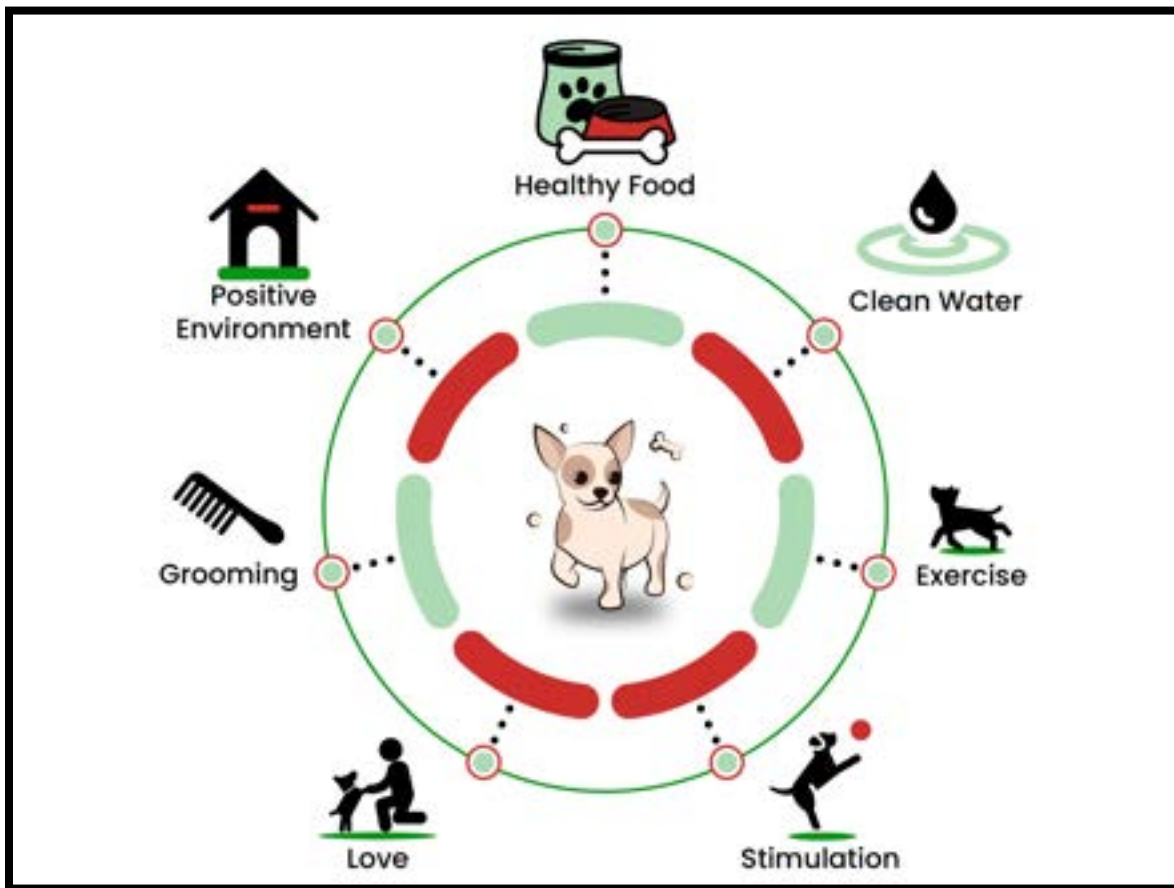 Healthy Food
Clean Water
Exercise
Stimulation
Love
Grooming
Positive
Environment